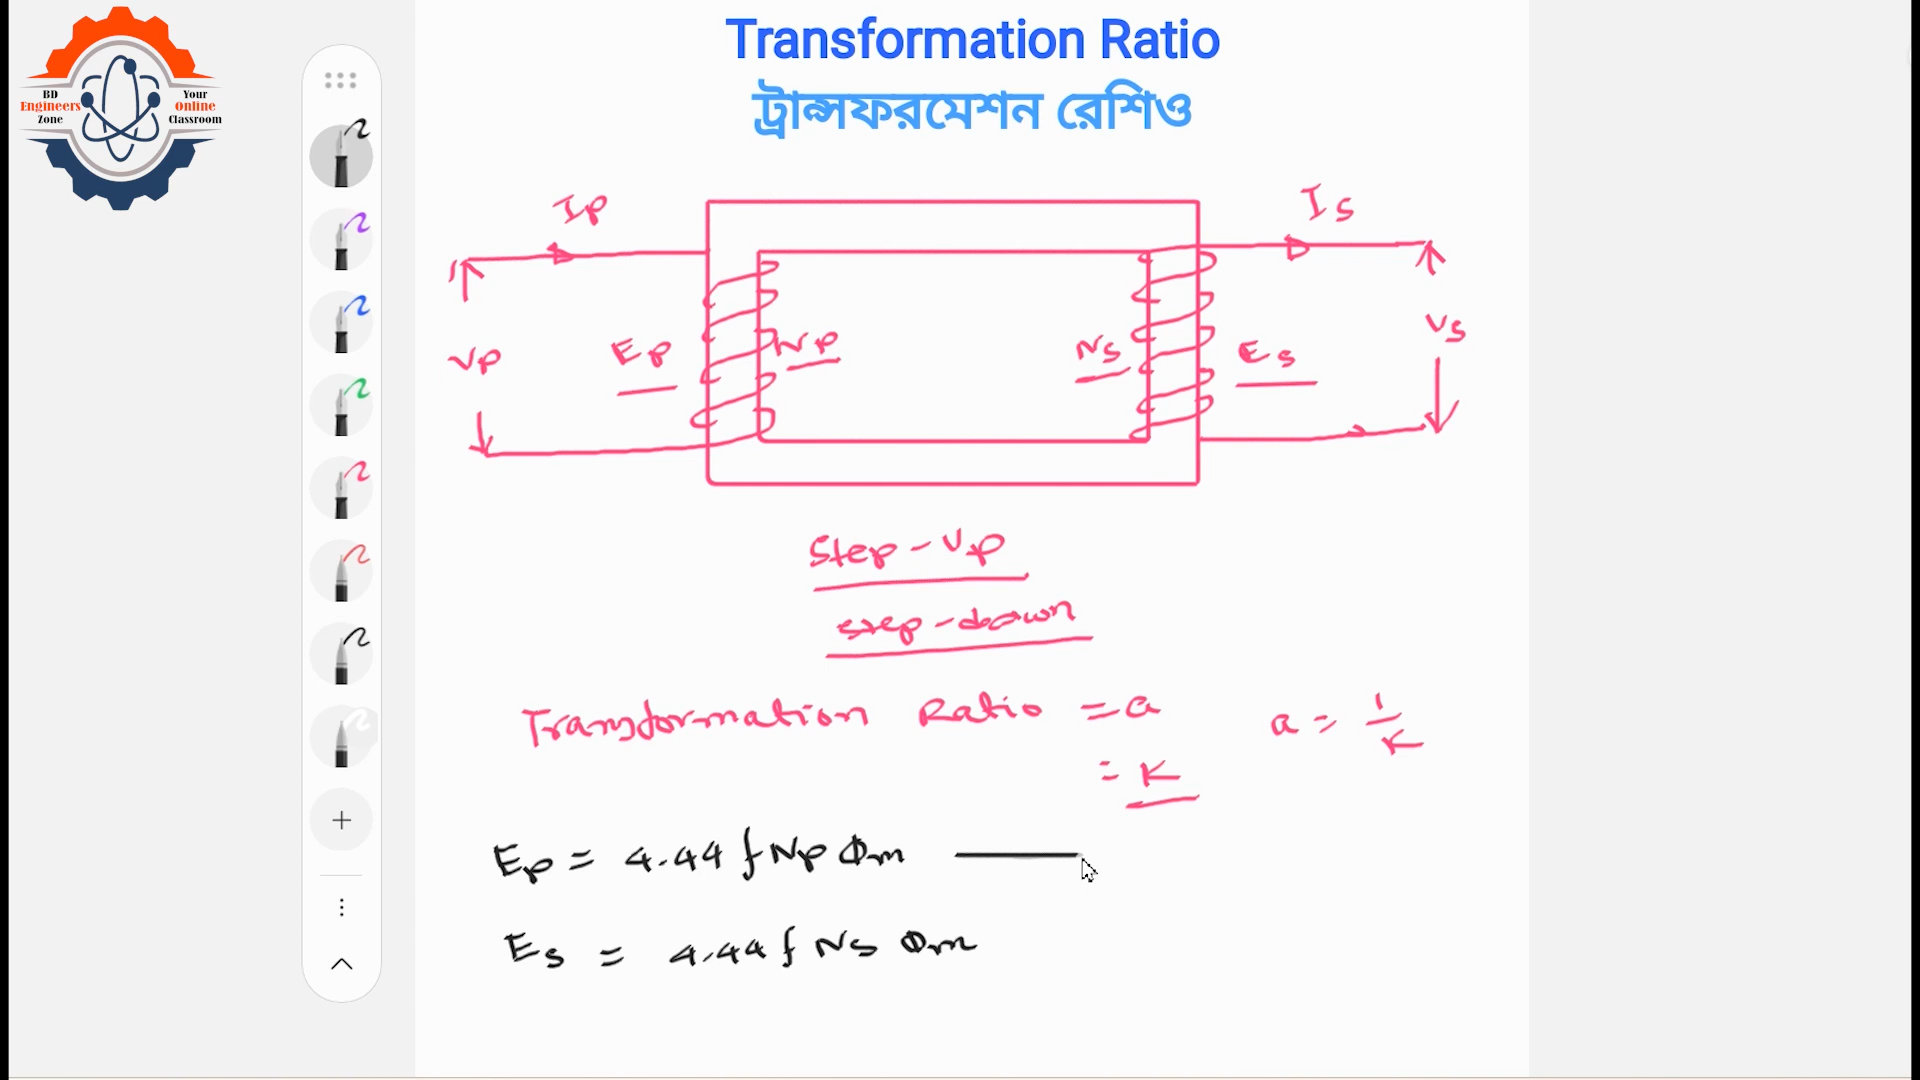 BD
Engineers
Zone
Your
Online
Classroom
Transformation Ratio
ট্রান্সফরমেশন রেশিও
Ip
Is
Vp
Ep
Np
Ns
Es
Vs
Step-Up
step-down
Transformation Ratio = a
= K
a = 1/K
Ep = 4.44 f Np Φm
Es = 4.44 f Ns Φm